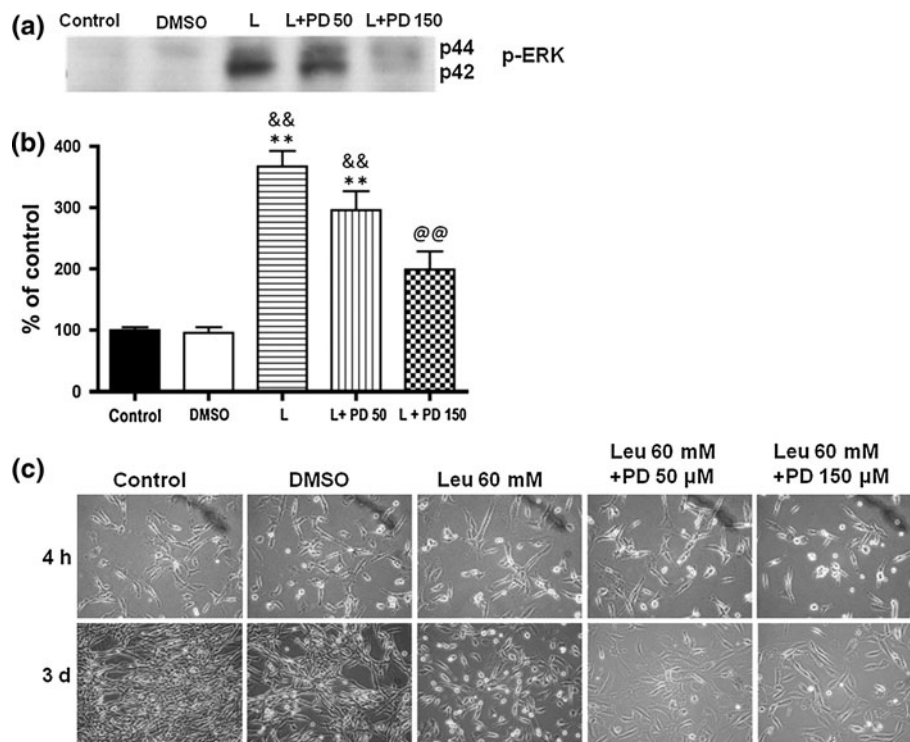 (a)
Control DMSO L L+PD 50 L+PD 150
p44
p42
p-ERK
(b)
% of control
400
300
200
100
0
&&
**
&&
**
@@
Control DMSO L L+ PD 50 L + PD 150
(c)
Control DMSO Leu 60 mM Leu 60 mM +PD 50 µM Leu 60 mM +PD 150 µM
4 h
3 d